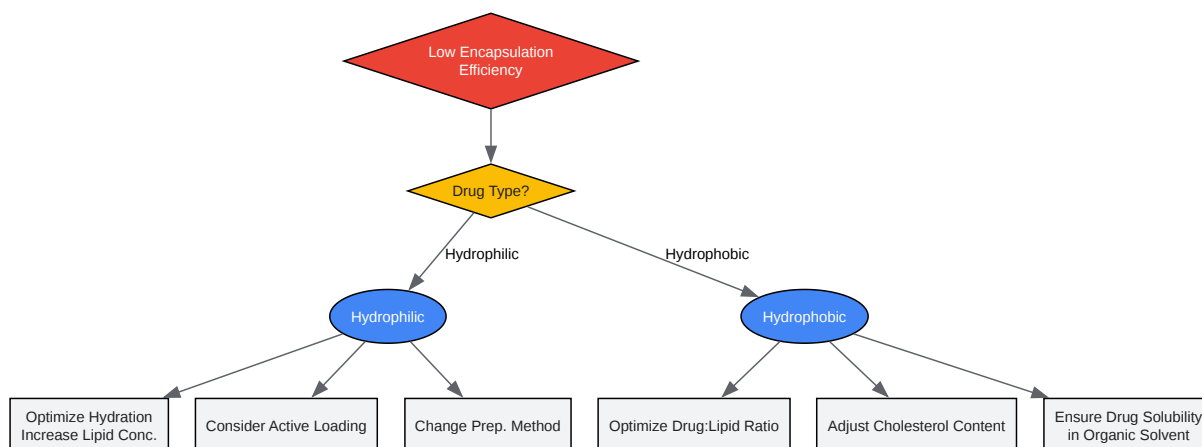 Low Encapsulation
Efficiency
Drug Type?
Hydrophilic
Hydrophobic
Hydrophilic
Hydrophobic
Optimize Hydration
Increase Lipid Conc.
Consider Active Loading
Change Prep. Method
Optimize Drug:Lipid Ratio
Adjust Cholesterol Content
Ensure Drug Solubility
in Organic Solvent